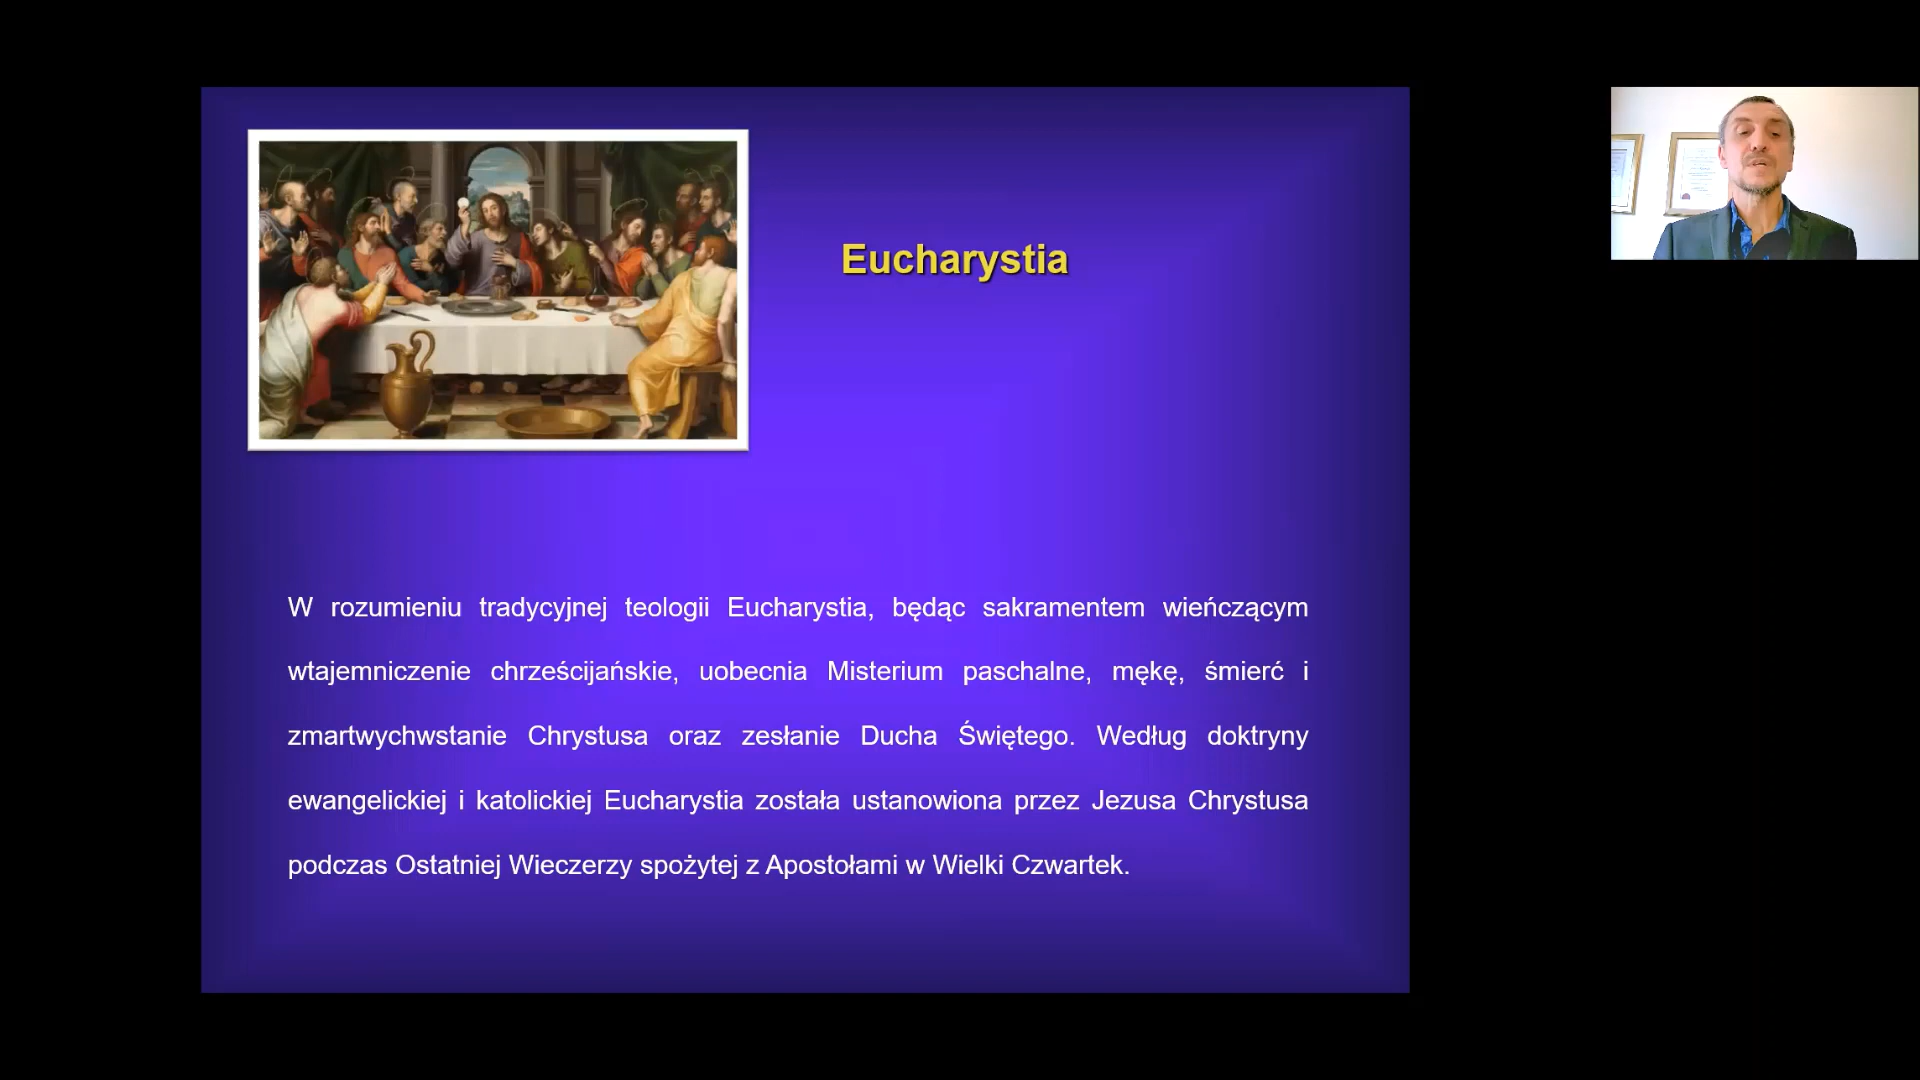 Eucharystia
W rozumieniu tradycyjnej teologii Eucharystia, będąc sakramentem wieńczącym
wtajemniczenie chrześcijańskie, uobecnia Misterium paschalne, mękę, śmierć i
zmartwychwstanie Chrystusa oraz zesłanie Ducha Świętego. Według doktryny
ewangelickiej i katolickiej Eucharystia została ustanowiona przez Jezusa Chrystusa
podczas Ostatniej Wieczerzy spożytej z Apostołami w Wielki Czwartek.